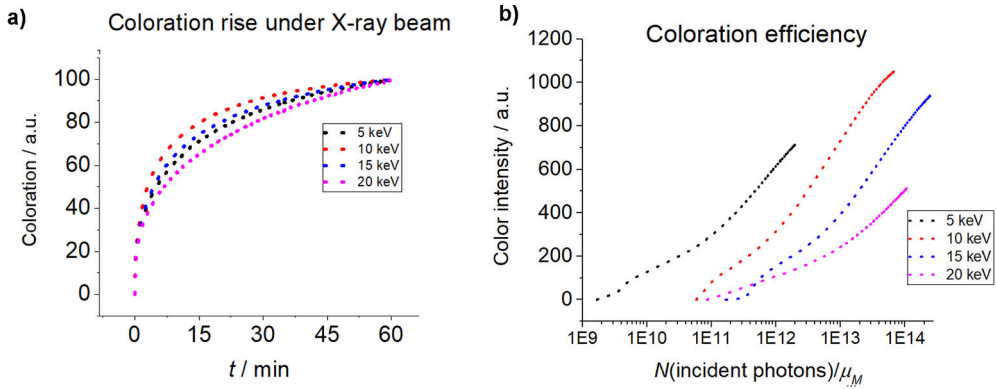 a)
Coloration rise under X-ray beam
Coloration / a.u.
100
80
60
40
20
0
5 keV
10 keV
15 keV
20 keV
0 15 30 45 60
t / min
b)
Coloration efficiency
Color intensity / a.u.
1200
1000
800
600
400
200
0
5 keV
10 keV
15 keV
20 keV
1E9 1E10 1E11 1E12 1E13 1E14
N(incident photons)/μM